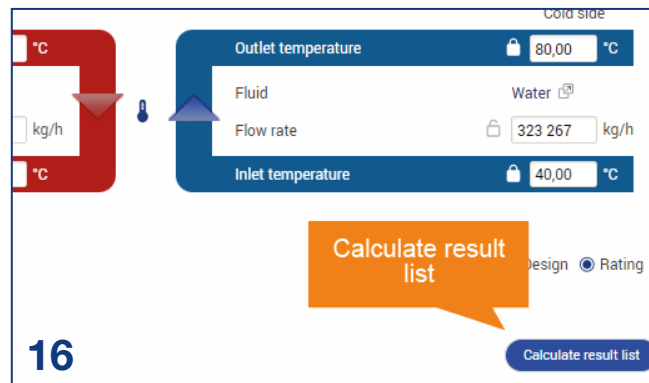 Cold side
°C
Outlet temperature 80,00 °C
Fluid Water
kg/h
Flow rate 323 267 kg/h
°C
Inlet temperature 40,00 °C
Calculate result
list
Design Rating
16
Calculate result list